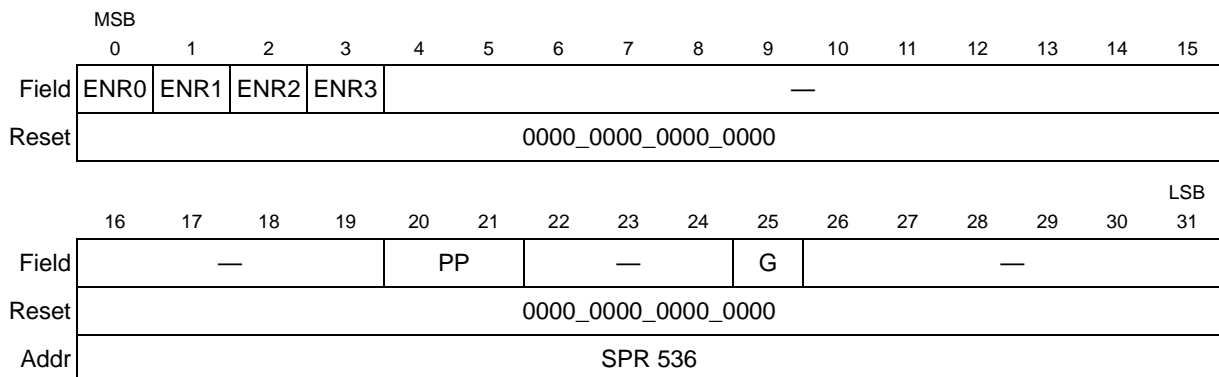 MSB
0 1 2 3 4 5 6 7 8 9 10 11 12 13 14 15
Field ENR0 ENR1 ENR2 ENR3 —
Reset 0000_0000_0000_0000
LSB
16 17 18 19 20 21 22 23 24 25 26 27 28 29 30 31
Field — PP — G —
Reset 0000_0000_0000_0000
Addr SPR 536